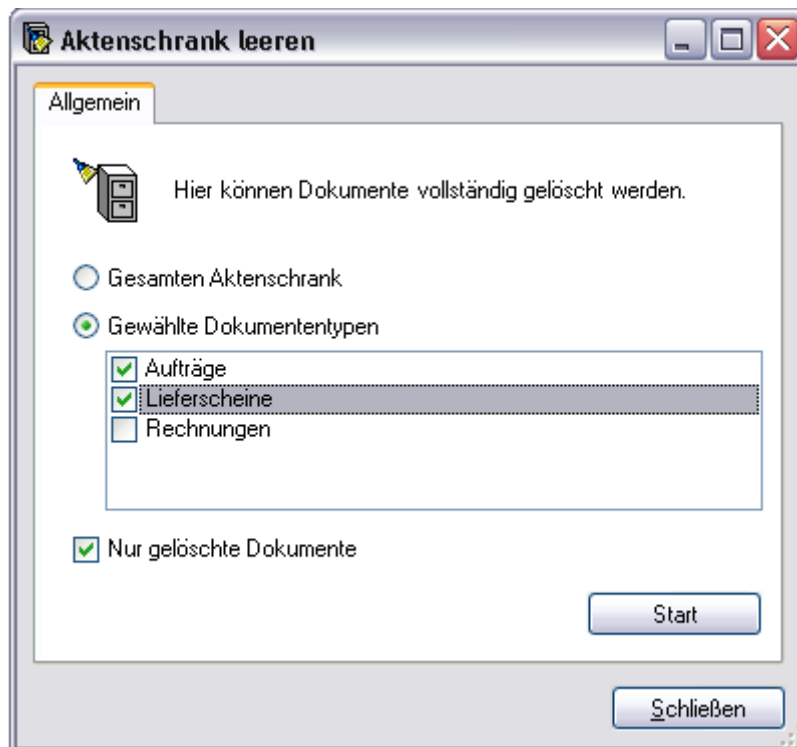 Aktenschrank leeren
Allgemein
Hier können Dokumente vollständig gelöscht werden.
Gesamten Aktenschrank
Gewählte Dokumententypen
Aufträge
Lieferscheine
Rechnungen
Nur gelöschte Dokumente
Start
Schließen